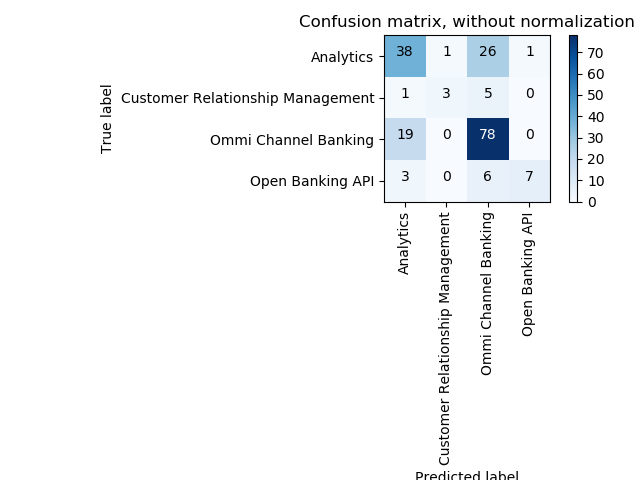 Confusion matrix, without normalization
True label
Analytics 38 1 26 1
Customer Relationship Management 1 3 5 0
Ommi Channel Banking 19 0 78 0
Open Banking API 3 0 6 7
Analytics
Customer Relationship Management
Ommi Channel Banking
Open Banking API
Predicted label
70
60
50
40
30
20
10
0